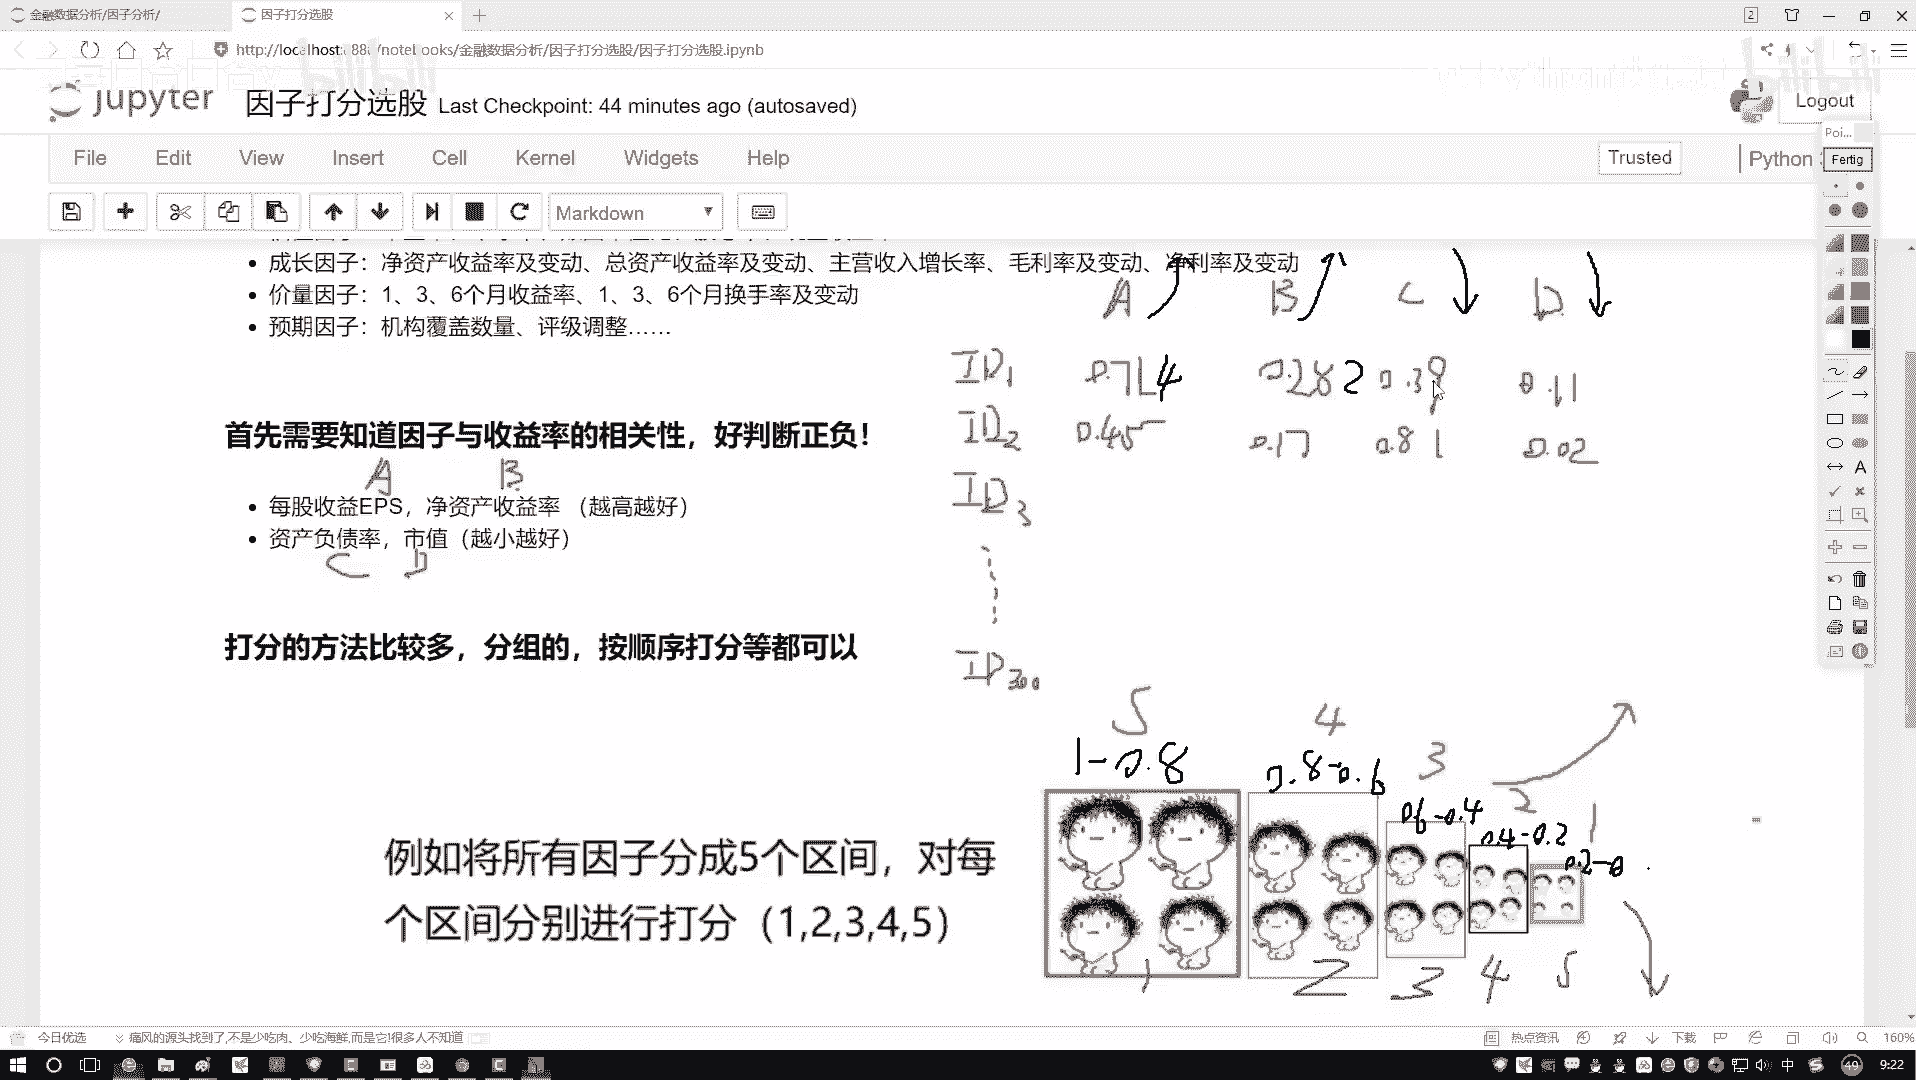 金融数据分析/因子分析/
因子打分选股
2
http://localhost:888/notebooks/金融数据分析/因子打分选股/因子打分选股.ipynb
bilibili
jupyter 因子打分选股 Last Checkpoint: 44 minutes ago (autosaved)
Logout
File Edit View Insert Cell Kernel Widgets Help
Trusted
Python
Poi...
Fertig
Markdown
成长因子：净资产收益率及变动、总资产收益率及变动、主营收入增长率、毛利率及变动、净利率及变动
价量因子：1、3、6个月收益率、1、3、6个月换手率及变动
预期因子：机构覆盖数量、评级调整……
A B C D
ID1 0.71 4 0.28 2 0.39 0.11
ID2 0.45 0.17 0.81 0.02
ID3
ID300
首先需要知道因子与收益率的相关性，好判断正负！
A B
每股收益EPS，净资产收益率 （越高越好）
资产负债率，市值（越小越好）
C D
打分的方法比较多，分组的，按顺序打分等都可以
5 4 3 2 1
1-0.8 0.8-0.6 0.6-0.4 0.4-0.2 0.2-0
例如将所有因子分成5个区间，对每
个区间分别进行打分（1,2,3,4,5）
1 2 3 4 5
今日优选
痛风的源头找到了,不是少吃肉、少吃海鲜,而是它!很多人不知道
热点资讯
下载
160%
中
49
9:22